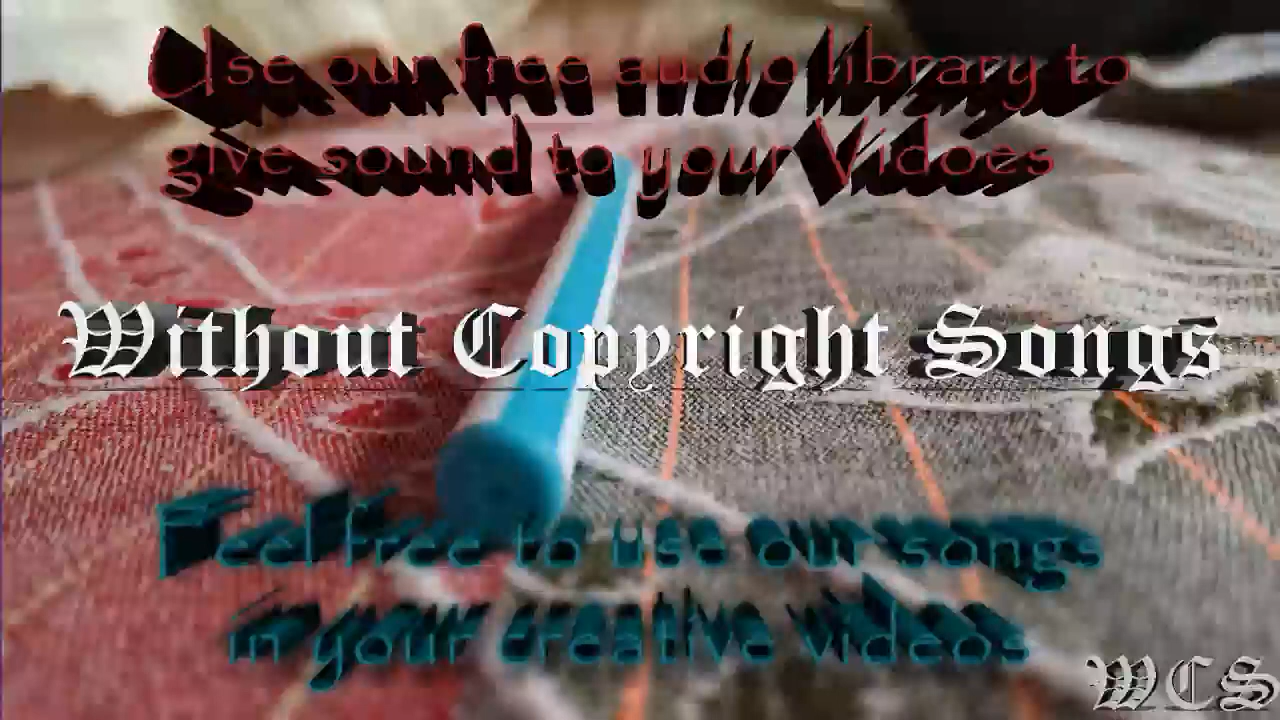 Use our free audio library to
give sound to your Vidoes
Without Copyright Songs
Feel free to use our songs
in your creative videos
WCS